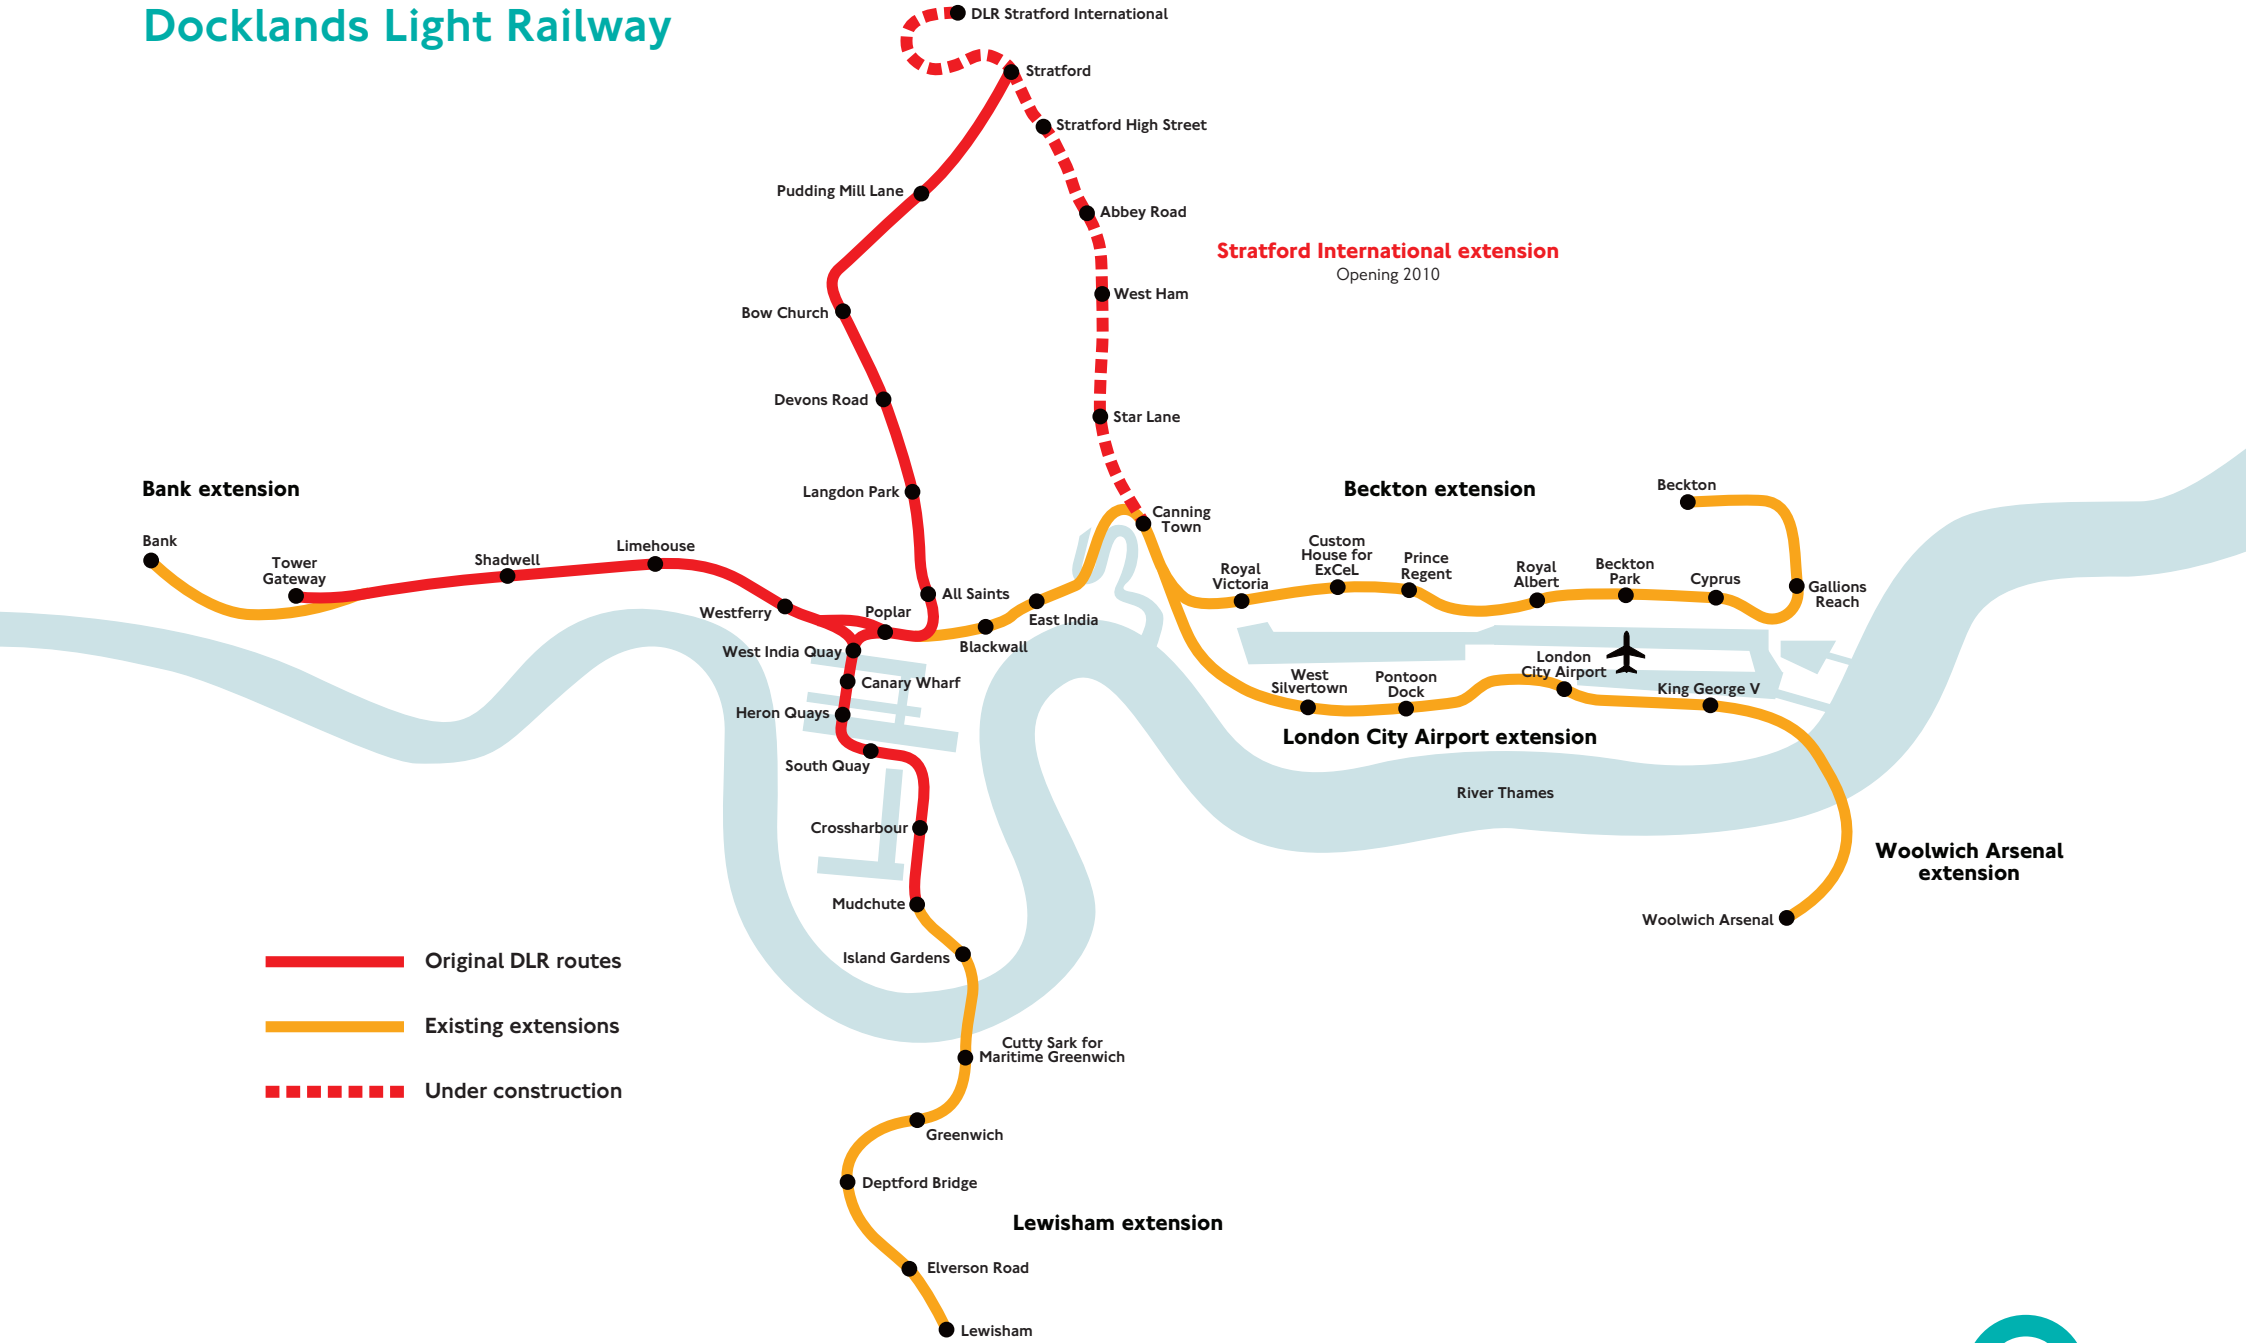 Docklands Light Railway
DLR Stratford International
Stratford
Stratford High Street
Pudding Mill Lane
Abbey Road
Stratford International extension
Opening 2010
West Ham
Bow Church
Devons Road
Star Lane
Bank extension
Beckton extension
Beckton
Langdon Park
Canning
Town
Bank
Tower
Gateway
Shadwell
Limehouse
Custom
House for
ExCeL
Prince
Regent
Royal
Victoria
Royal
Albert
Beckton
Park
Cyprus
Gallions
Reach
Westferry
Poplar
All Saints
East India
Blackwall
West India Quay
Canary Wharf
Heron Quays
South Quay
West
Silvertown
Pontoon
Dock
London
City Airport
King George V
London City Airport extension
River Thames
Crossharbour
Woolwich Arsenal
extension
Mudchute
Woolwich Arsenal
Island Gardens
Original DLR routes
Existing extensions
Under construction
Cutty Sark for
Maritime Greenwich
Greenwich
Deptford Bridge
Lewisham extension
Elverson Road
Lewisham